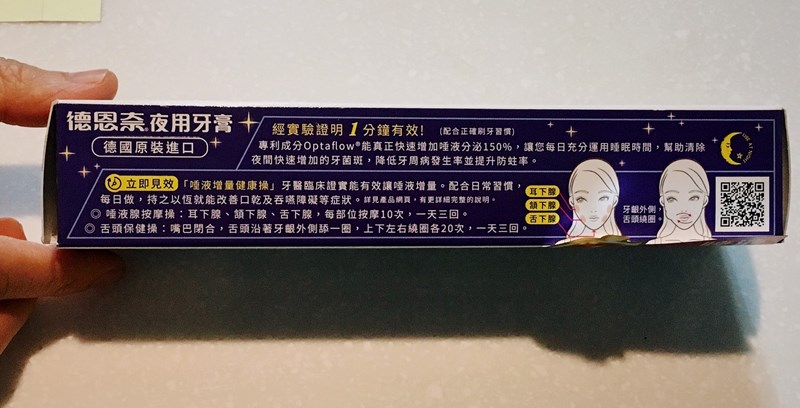 德恩奈夜用牙膏
德國原裝進口
經實驗證明 1 分鐘有效! (配合正確刷牙習慣)
專利成分Optaflow®能真正快速增加唾液分泌150%,讓您每日充分運用睡眠時間,幫助清除
夜間快速增加的牙菌斑,降低牙周病發生率並提升防蛀率。
立即見效「唾液增量健康操」牙醫臨床證實能有效讓唾液增量。配合日常習慣,
每日做,持之以恆就能改善口乾及吞嚥障礙等症狀。詳見產品網頁,有更詳細完整的說明。
◎ 唾液腺按摩操:耳下腺、頷下腺、舌下腺,每部位按摩10次,一天三回。
◎ 舌頭保健操:嘴巴閉合,舌頭沿著牙齦外側舔一圈,上下左右繞圈各20次,一天三回。
耳下腺
頷下腺
舌下腺
牙齦外側
舌頭繞圈